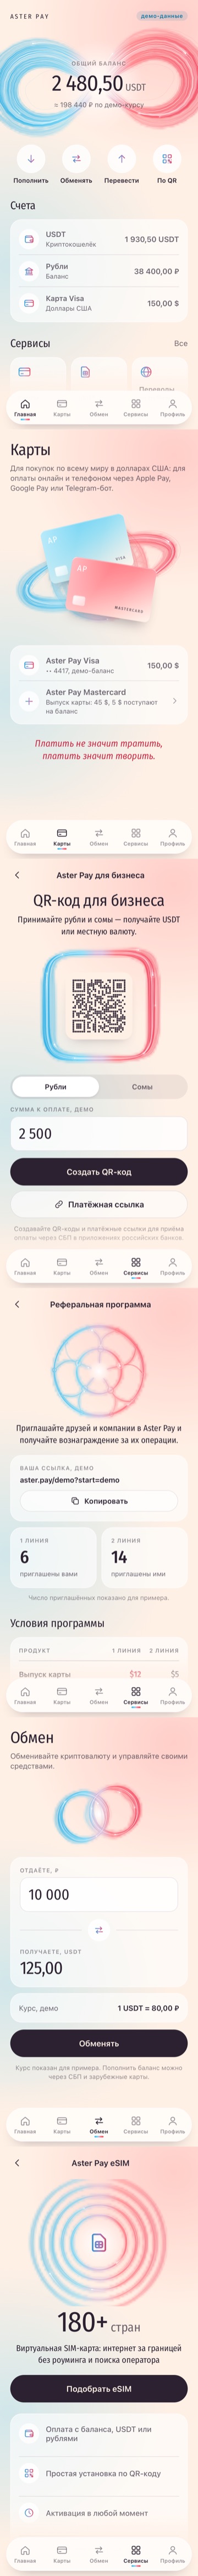 ASTER PAY
демо-данные
ОБЩИЙ БАЛАНС
2 480,50 USDT
≈ 198 440 ₽ по демо-курсу
Пополнить Обменять Перевести По QR
Счета
USDT
Криптокошелёк
1 930,50 USDT
Рубли
Баланс
38 400,00 ₽
Карта Visa
Доллары США
150,00 $
Сервисы
Все
Переводы
Главная Карты Обмен Сервисы Профиль
Карты
Для покупок по всему миру в долларах США: для
оплаты онлайн и телефоном через Apple Pay,
Google Pay или Telegram-бот.
AP
VISA
AP
MASTERCARD
Aster Pay Visa
·· 4417, демо-баланс
150,00 $
Aster Pay Mastercard
Выпуск карты: 45 $, 5 $ поступают
на баланс
Платить не значит тратить,
платить значит творить.
Главная Карты Обмен Сервисы Профиль
Aster Pay для бизнеса
QR-код для бизнеса
Принимайте рубли и сомы — получайте USDT
или местную валюту.
Рубли Сомы
СУММА К ОПЛАТЕ, ДЕМО
2 500
Создать QR-код
Платёжная ссылка
Создавайте QR-коды и платёжные ссылки для приёма
оплаты через СБП в приложениях российских банков.
Главная Карты Обмен Сервисы Профиль
Реферальная программа
Приглашайте друзей и компании в Aster Pay и
получайте вознаграждение за их операции.
ВАША ССЫЛКА, ДЕМО
aster.pay/demo?start=demo
Копировать
1 ЛИНИЯ
6
приглашены вами
2 ЛИНИЯ
14
приглашены ими
Число приглашённых показано для примера.
Условия программы
ПРОДУКТ 1 ЛИНИЯ 2 ЛИНИЯ
Выпуск карты $12 $5
Главная Карты Обмен Сервисы Профиль
Обмен
Обменивайте криптовалюту и управляйте своими
средствами.
ОТДАЁТЕ, ₽
10 000
ПОЛУЧАЕТЕ, USDT
125,00
Курс, демо
1 USDT = 80,00 ₽
Обменять
Курс показан для примера. Пополнить баланс можно
через СБП и зарубежные карты.
Главная Карты Обмен Сервисы Профиль
Aster Pay eSIM
180+ стран
Виртуальная SIM-карта: интернет за границей
без роуминга и поиска оператора
Подобрать eSIM
Оплата с баланса, USDT или
рублями
Простая установка по QR-коду
Активация в любой момент
Главная Карты Обмен Сервисы Профиль